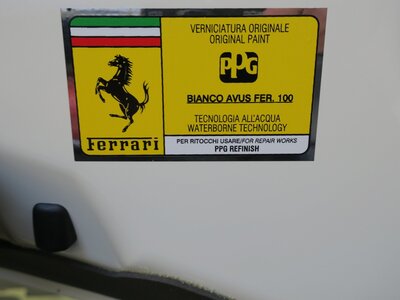 VERNICIATURA ORIGINALE
ORIGINAL PAINT
PPG
BIANCO AVUS FER. 100
TECNOLOGIA ALL'ACQUA
WATERBORNE TECHNOLOGY
Ferrari
PER RITOCCHI USARE/FOR REPAIR WORKS
PPG REFINISH